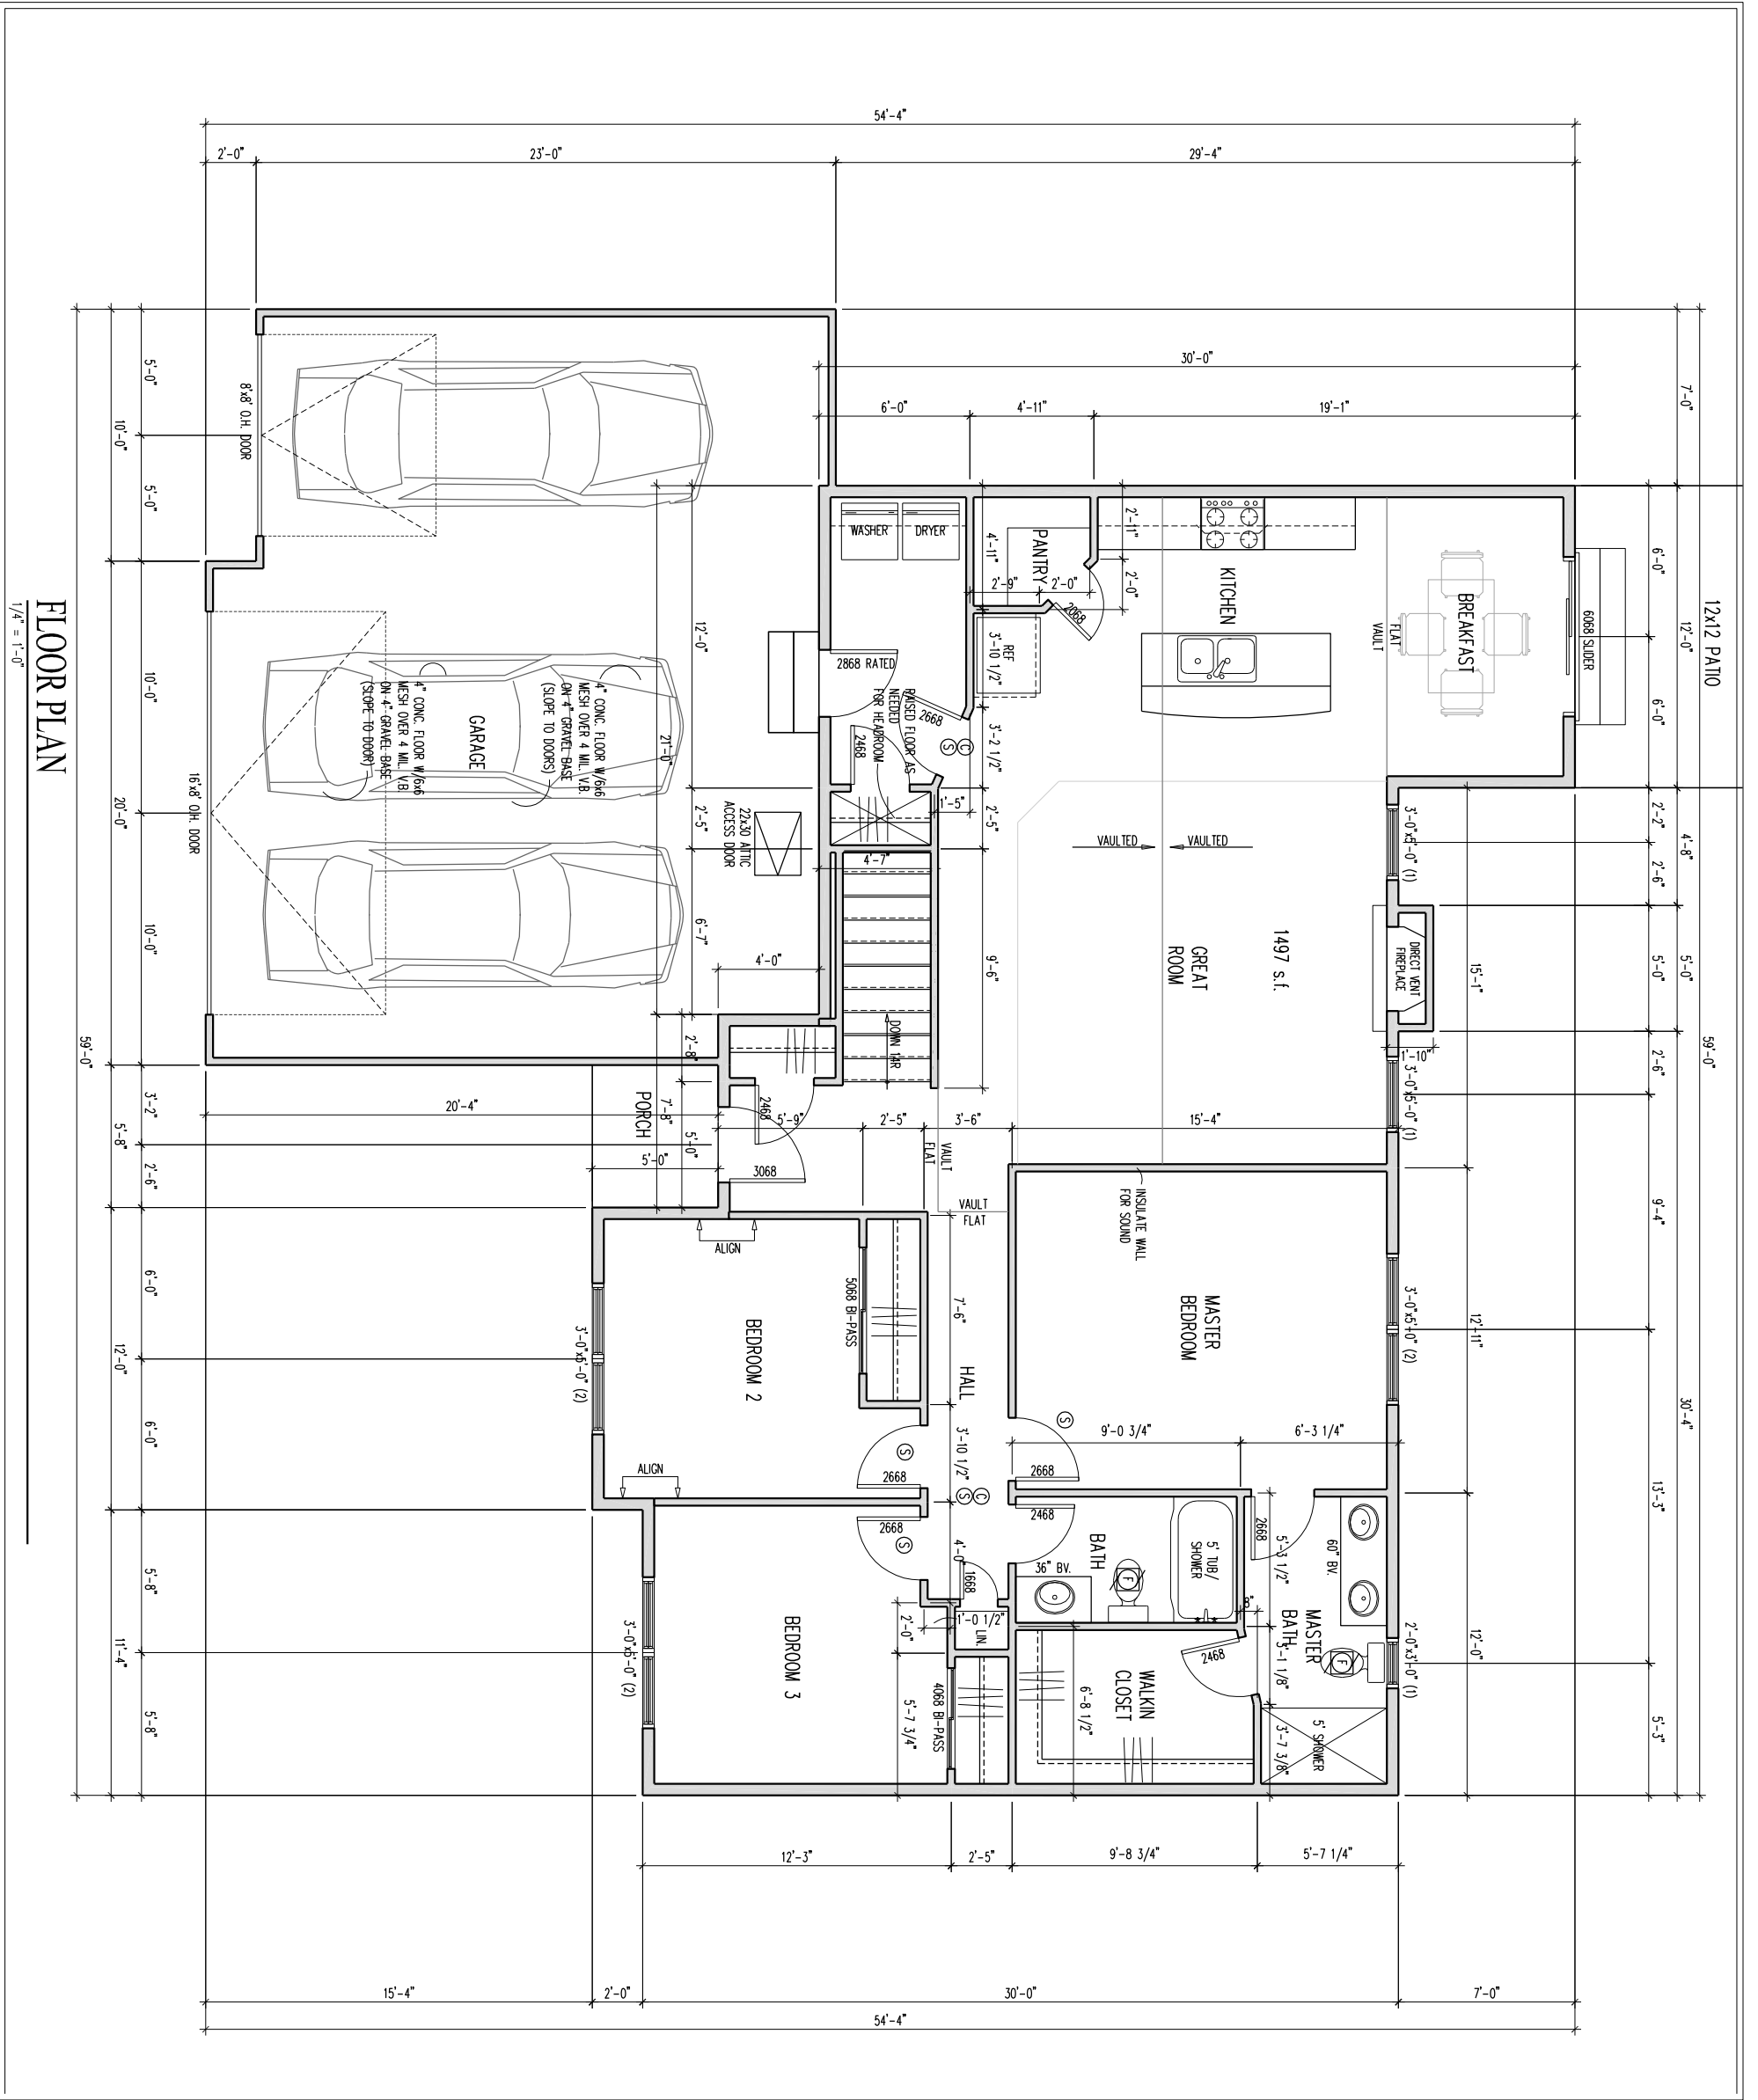 12x12 PATIO
59'-0"
7'-0"
12'-0"
4'-8"
5'-0"
30'-4"
6'-0"
6'-0"
2'-2"
2'-6"
2'-6"
9'-4"
13'-3"
5'-3"
15'-1"
12'-11"
12'-0"
6068 SLIDER
BREAKFAST
FLAT
VAULT
3'-0"x5'-0" (1)
DIRECT VENT
FIREPLACE
1'-10"
3'-0"x5'-0" (1)
3'-0"x5'-0" (2)
2'-0"x3'-0" (1)
54'-4"
29'-4"
23'-0"
2'-0"
30'-0"
19'-1"
4'-11"
6'-0"
KITCHEN
2'-11"
2'-0"
PANTRY
2'-9"
2'-0"
2068
4'-11"
REF
3'-10 1/2"
3'-2 1/2"
2'-5"
9'-6"
1'-5"
VAULTED
VAULTED
1497 s.f.
GREAT
ROOM
15'-4"
3'-6"
2'-5"
5'-9"
INSULATE WALL
FOR SOUND
MASTER
BEDROOM
9'-0 3/4"
6'-3 1/4"
2668
S
60" BV.
2668
5'-3 1/2"
8"
MASTER
BATH
3'-1 1/8"
3'-7 3/8"
5' SHOWER
F
5' TUB/
SHOWER
BATH
2468
36" BV.
F
2468
WALKIN
CLOSET
6'-8 1/2"
WASHER
DRYER
2868 RATED
2668
2468
C
S
RAISED FLOOR AS
NEEDED
FOR HEADROOM
4'-7"
DOWN 14R
VAULT
FLAT
VAULT
FLAT
HALL
7'-6"
3'-10 1/2"
4'-0"
C
S
1668
1'-0 1/2"
LIN.
2'-0"
5'-7 3/4"
4068 BI-PASS
5068 BI-PASS
S
2668
S
2668
BEDROOM 2
BEDROOM 3
ALIGN
ALIGN
3'-0"x5'-0" (2)
3'-0"x5'-0" (2)
12'-0"
21'-0"
2'-5"
6'-7"
4'-0"
22x30 ATTIC
ACCESS DOOR
2'-8"
7'-8"
5'-0"
2468
3068
PORCH
5'-0"
20'-4"
GARAGE
4" CONC. FLOOR W/6x6
MESH OVER 4 MIL. V.B.
ON 4" GRAVEL BASE
(SLOPE TO DOORS)
4" CONC. FLOOR W/6x6
MESH OVER 4 MIL. V.B.
ON 4" GRAVEL BASE
(SLOPE TO DOOR)
8'x8' O.H. DOOR
16'x8' O.H. DOOR
5'-0"
5'-0"
10'-0"
10'-0"
3'-2"
2'-6"
6'-0"
6'-0"
5'-8"
5'-8"
10'-0"
20'-0"
5'-8"
12'-0"
11'-4"
59'-0"
12'-3"
2'-5"
9'-8 3/4"
5'-7 1/4"
15'-4"
2'-0"
30'-0"
7'-0"
54'-4"
FLOOR PLAN
1/4" = 1'-0"